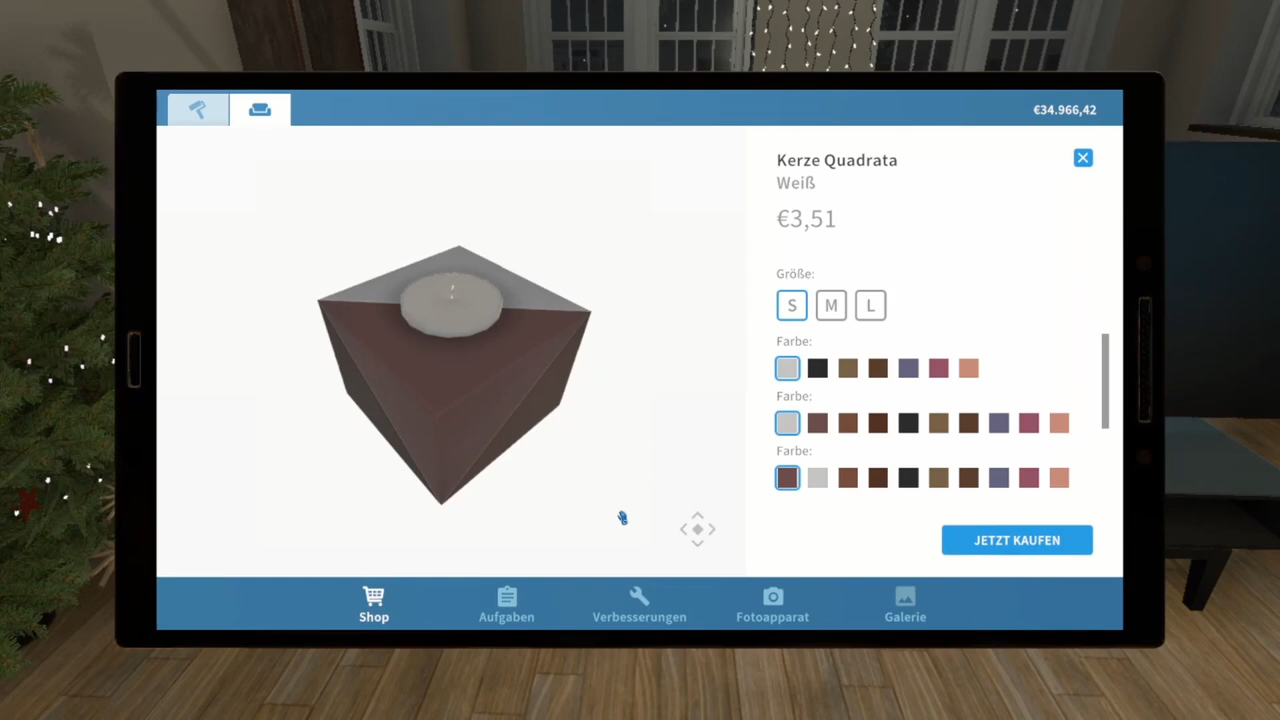 €34.966,42
Kerze Quadrata
Weiß
€3,51
Größe:
S M L
Farbe:
Farbe:
Farbe:
JETZT KAUFEN
Shop Aufgaben Verbesserungen Fotoapparat Galerie